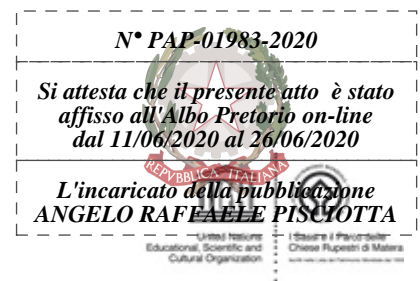 N° PAP-01983-2020
Si attesta che il presente atto è stato
affisso all'Albo Pretorio on-line
dal 11/06/2020 al 26/06/2020
REPVBBLICA ITALIANA
L'incaricato della pubblicazione
ANGELO RAFFAELE PISCIOTTA
United Nations
Educational, Scientific and
Cultural Organization
I Sassi e il Parco delle
Chiese Rupestri di Matera